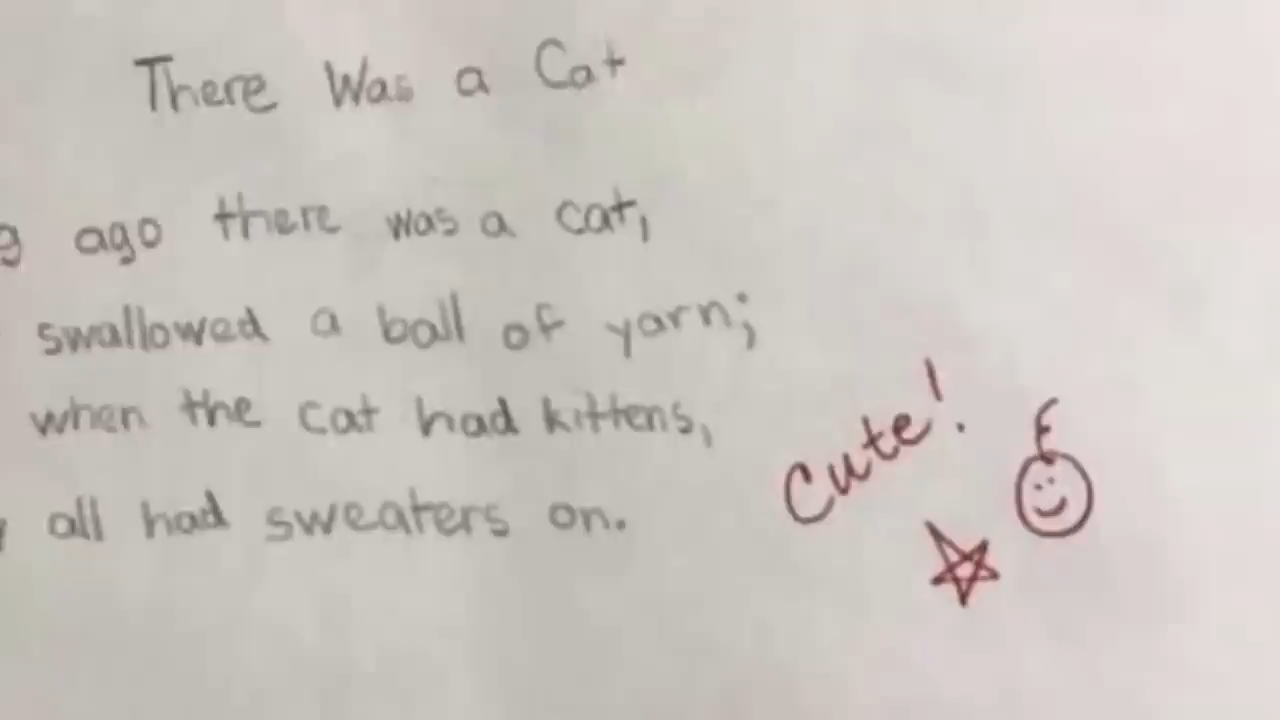 There Was a Cat
g ago there was a cat,
swallowed a ball of yarn;
when the cat had kittens,
all had sweaters on.
Cute!